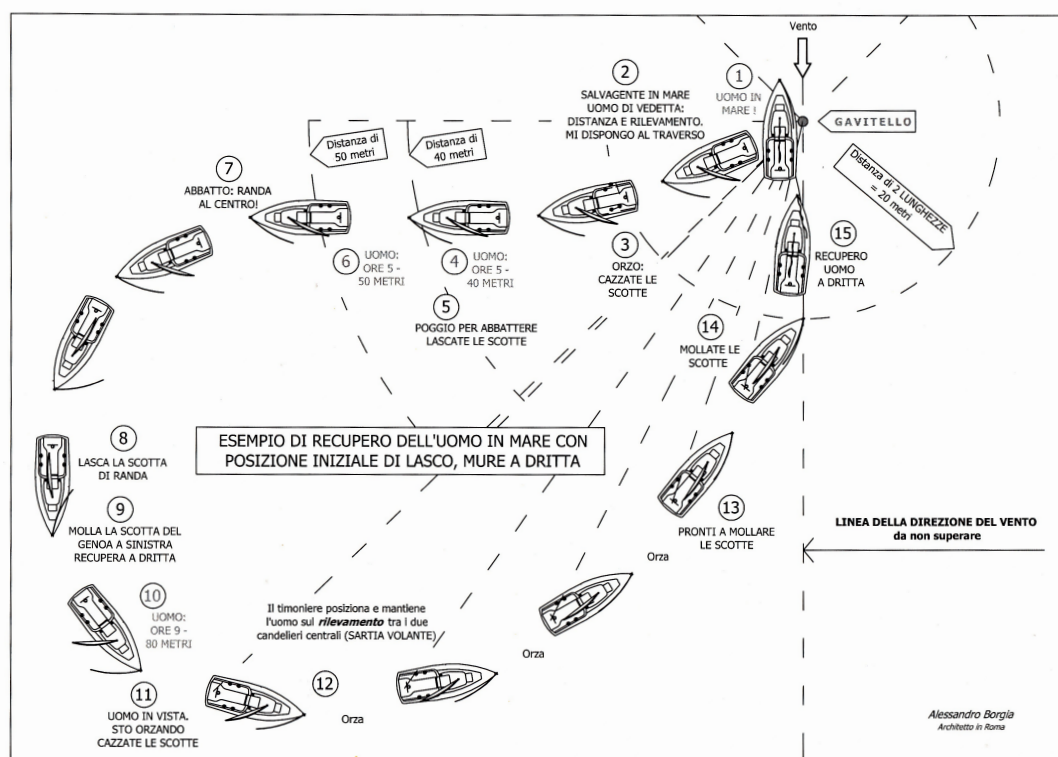 Vento
1
UOMO IN
MARE !
GAVITELLO
2
SALVAGENTE IN MARE
UOMO DI VEDETTA:
DISTANZA E RILEVAMENTO.
MI DISPONGO AL TRAVERSO
Distanza di
50 metri
Distanza di
40 metri
Distanza di 2 LUNGHEZZE
= 20 metri
7
ABBATTO: RANDA
AL CENTRO!
6
UOMO:
ORE 5 -
50 METRI
4
UOMO:
ORE 5 -
40 METRI
3
ORZO:
CAZZATE LE
SCOTTE
15
RECUPERO
UOMO
A DRITTA
5
POGGIO PER ABBATTERE
LASCATE LE SCOTTE
14
MOLLATE LE
SCOTTE
ESEMPIO DI RECUPERO DELL'UOMO IN MARE CON
POSIZIONE INIZIALE DI LASCO, MURE A DRITTA
8
LASCA LA SCOTTA
DI RANDA
9
MOLLA LA SCOTTA DEL
GENOA A SINISTRA
RECUPERA A DRITTA
13
PRONTI A MOLLARE
LE SCOTTE
LINEA DELLA DIREZIONE DEL VENTO
da non superare
Orza
10
UOMO:
ORE 9 -
80 METRI
Il timoniere posiziona e mantiene
l'uomo sul rilevamento tra i due
candelieri centrali (SARTIA VOLANTE)
Orza
11
UOMO IN VISTA.
STO ORZANDO
CAZZATE LE SCOTTE
12
Orza
Alessandro Borgia
Architetto in Roma